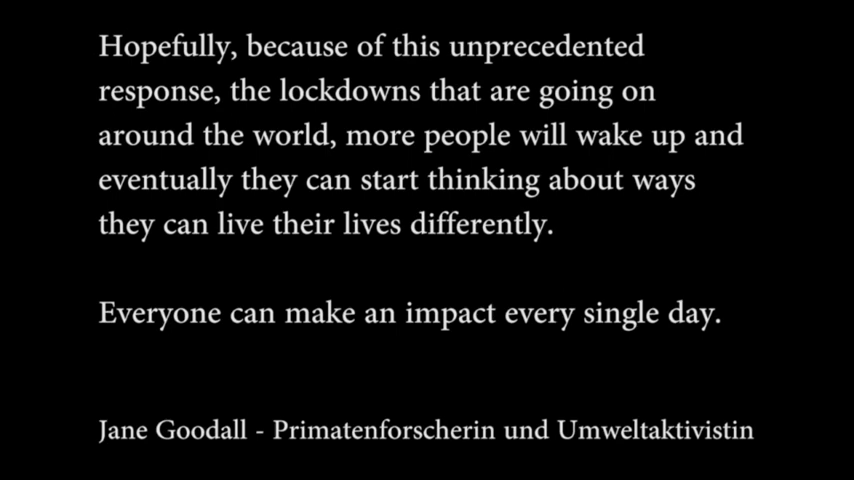 Hopefully, because of this unprecedented
response, the lockdowns that are going on
around the world, more people will wake up and
eventually they can start thinking about ways
they can live their lives differently.
Everyone can make an impact every single day.
Jane Goodall - Primatenforscherin und Umweltaktivistin